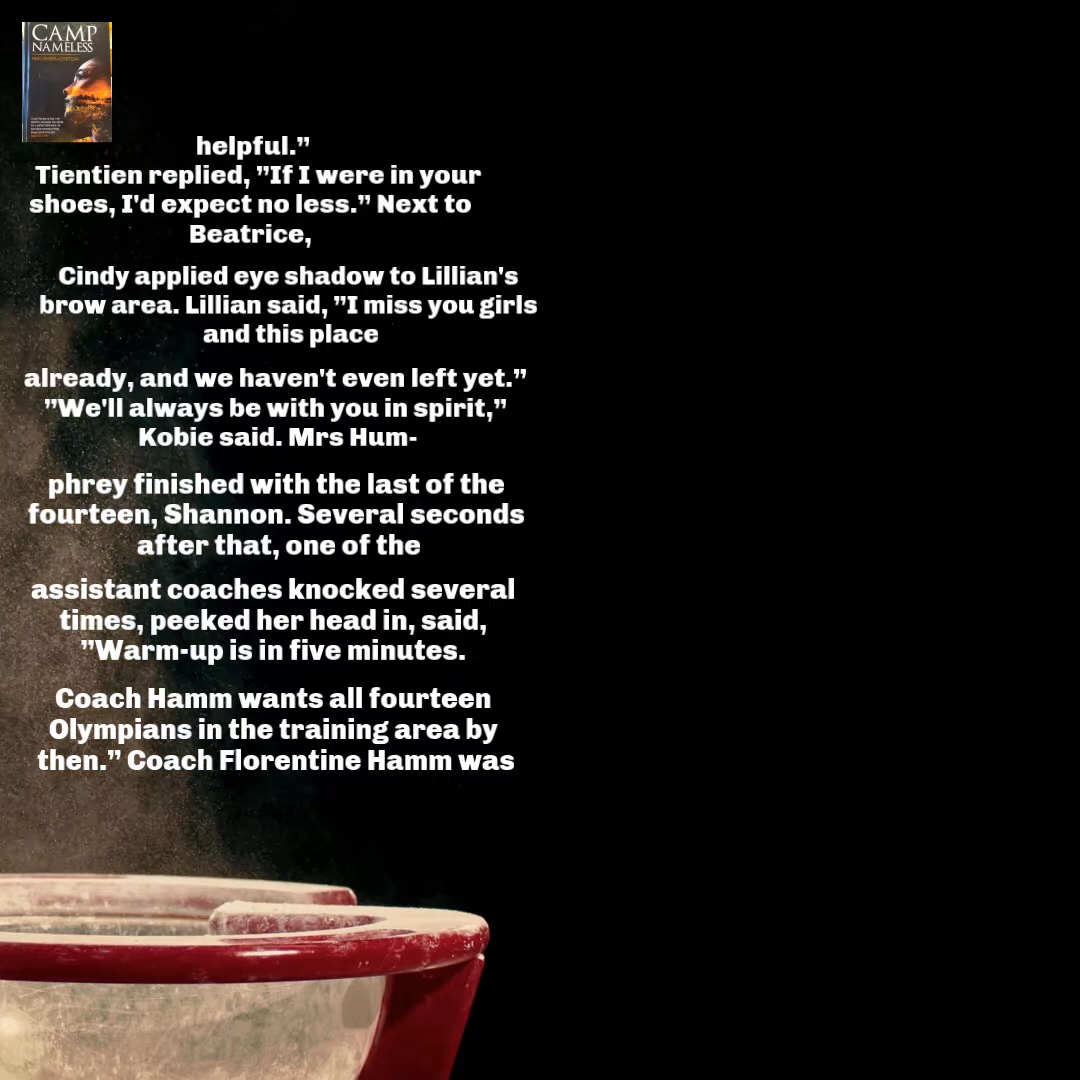 CAMP
NAMELESS
helpful.”
Tientien replied, ”If I were in your
shoes, I'd expect no less.” Next to
Beatrice,
Cindy applied eye shadow to Lillian's
brow area. Lillian said, ”I miss you girls
and this place
already, and we haven't even left yet.”
”We'll always be with you in spirit,”
Kobie said. Mrs Hum-
phrey finished with the last of the
fourteen, Shannon. Several seconds
after that, one of the
assistant coaches knocked several
times, peeked her head in, said,
”Warm-up is in five minutes.
Coach Hamm wants all fourteen
Olympians in the training area by
then.” Coach Florentine Hamm was